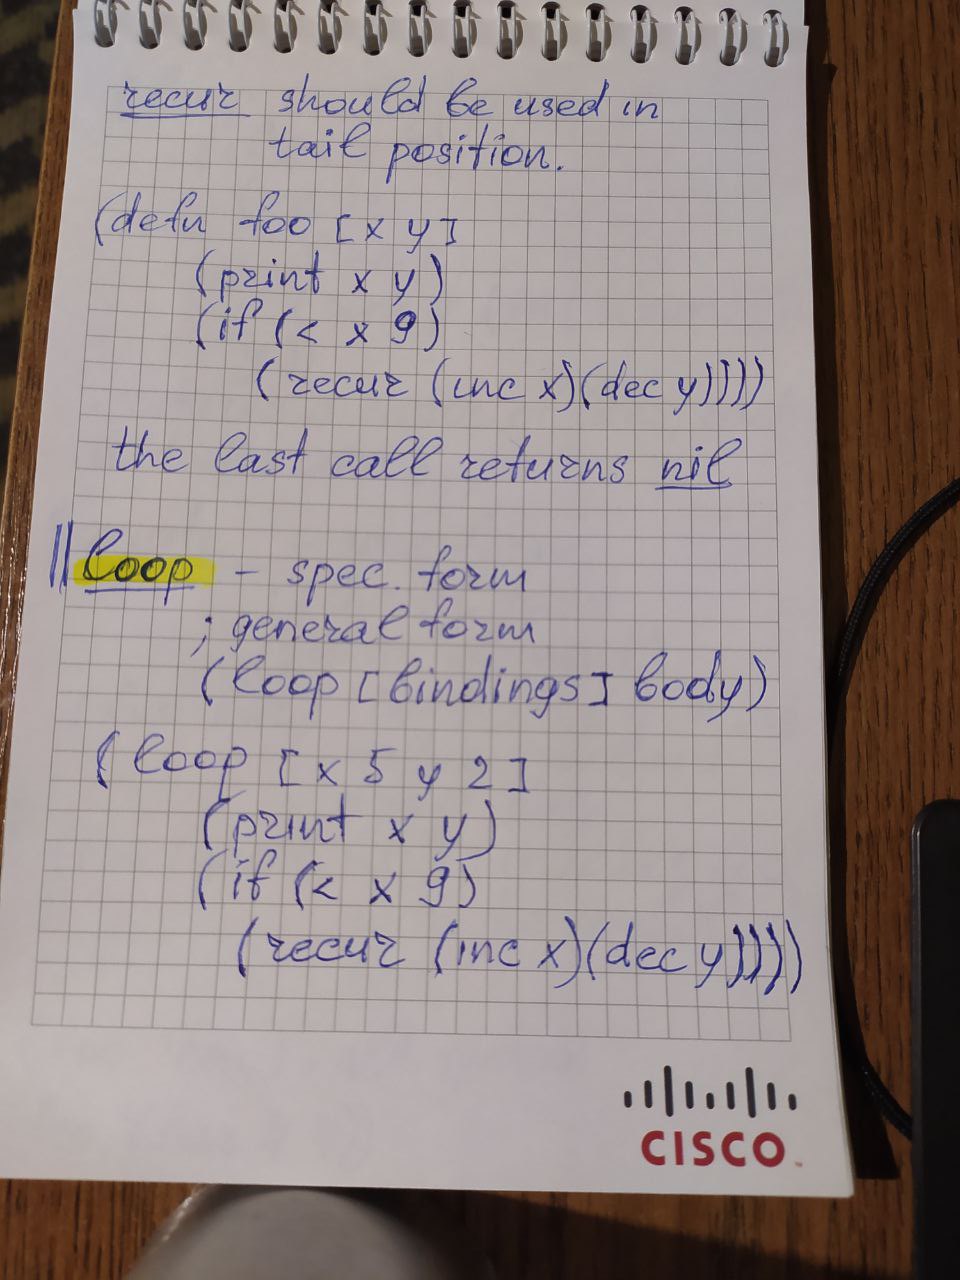 recur should be used in
tail position.
(defn foo [x y]
(print x y)
(if (< x 9)
(recur (inc x)(dec y))))
the last call returns nil
loop - spec. form
; general form
(loop [bindings] body)
(loop [x 5 y 2]
(print x y)
(if (< x 9)
(recur (inc x)(dec y))))
CISCO